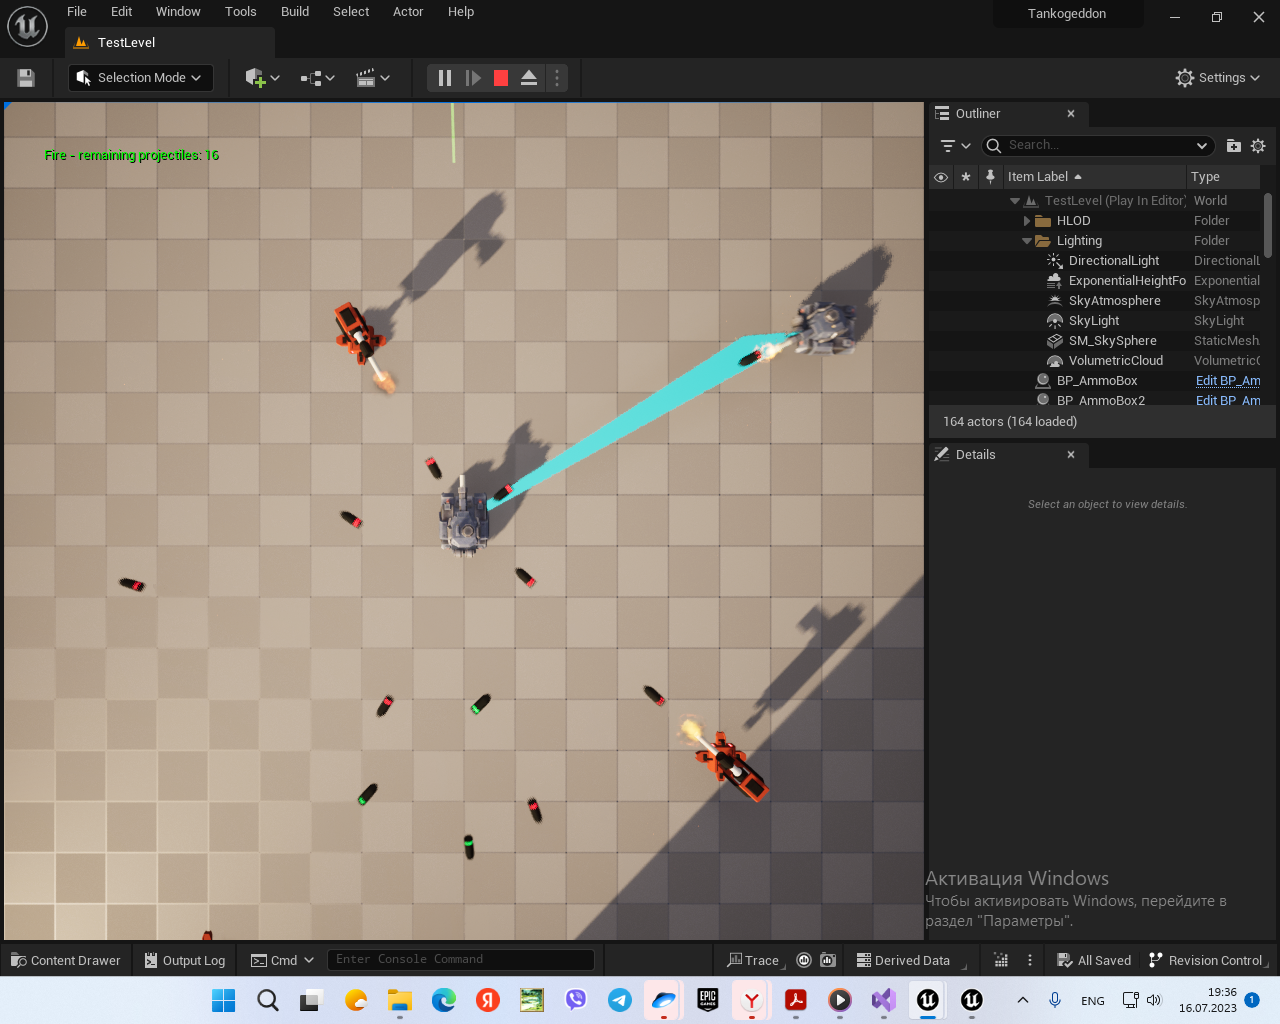 File Edit Window Tools Build Select Actor Help
Tankogeddon
TestLevel
Selection Mode
Settings
Fire - remaining projectiles: 16
Outliner
Search...
Item Label Type
TestLevel (Play In Editor) World
HLOD Folder
Lighting Folder
DirectionalLight DirectionalL
ExponentialHeightFo Exponential
SkyAtmosphere SkyAtmosp
SkyLight SkyLight
SM_SkySphere StaticMesh
VolumetricCloud VolumetricC
BP_AmmoBox Edit BP_Am
BP_AmmoBox2 Edit BP_Am
164 actors (164 loaded)
Details
Select an object to view details.
Активация Windows
Чтобы активировать Windows, перейдите в
раздел "Параметры".
Content Drawer Output Log Cmd Enter Console Command Trace Derived Data All Saved Revision Control
EPIC GAMES
ENG
19:36
16.07.2023
1